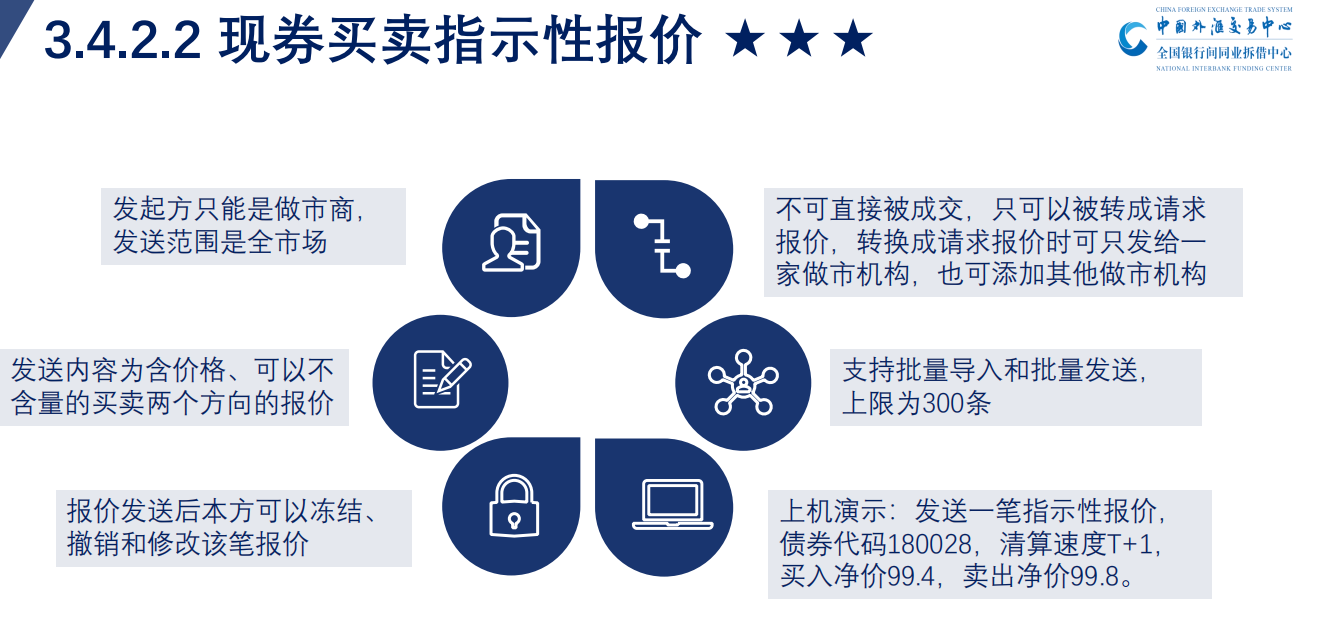 3.4.2.2 现券买卖指示性报价 ★ ★ ★
CHINA FOREIGN EXCHANGE TRADE SYSTEM
中国外汇交易中心
全国银行间同业拆借中心
NATIONAL INTERBANK FUNDING CENTER
发起方只能是做市商，
发送范围是全市场
不可直接被成交，只可以被转成请求
报价，转换成请求报价时可只发给一
家做市机构，也可添加其他做市机构
发送内容为含价格、可以不
含量的买卖两个方向的报价
支持批量导入和批量发送，
上限为300条
报价发送后本方可以冻结、
撤销和修改该笔报价
上机演示：发送一笔指示性报价，
债券代码180028，清算速度T+1，
买入净价99.4，卖出净价99.8。